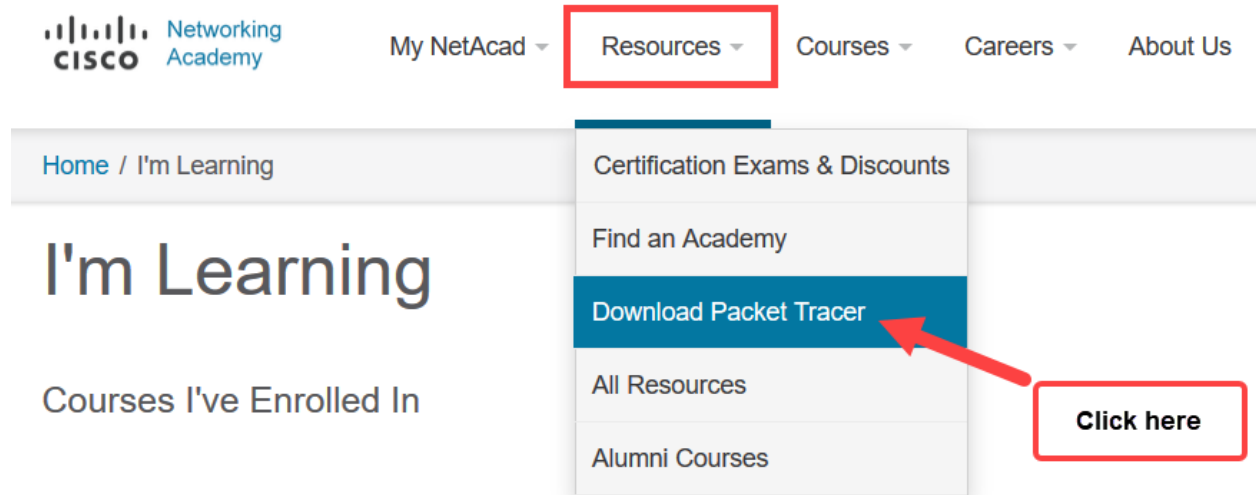 Networking
CISCO Academy
My NetAcad Resources Courses Careers About Us
Home / I'm Learning
Certification Exams & Discounts
Find an Academy
I'm Learning
Download Packet Tracer
All Resources
Courses I've Enrolled In
Click here
Alumni Courses